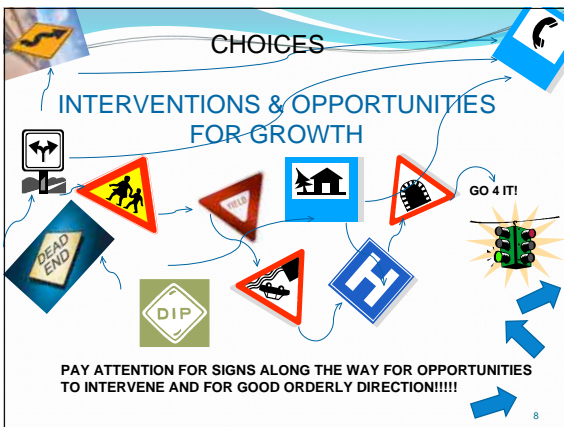 CHOICES
INTERVENTIONS & OPPORTUNITIES
FOR GROWTH
YIELD
GO 4 IT!
DEAD
END
H
DIP
PAY ATTENTION FOR SIGNS ALONG THE WAY FOR OPPORTUNITIES
TO INTERVENE AND FOR GOOD ORDERLY DIRECTION!!!!!
8